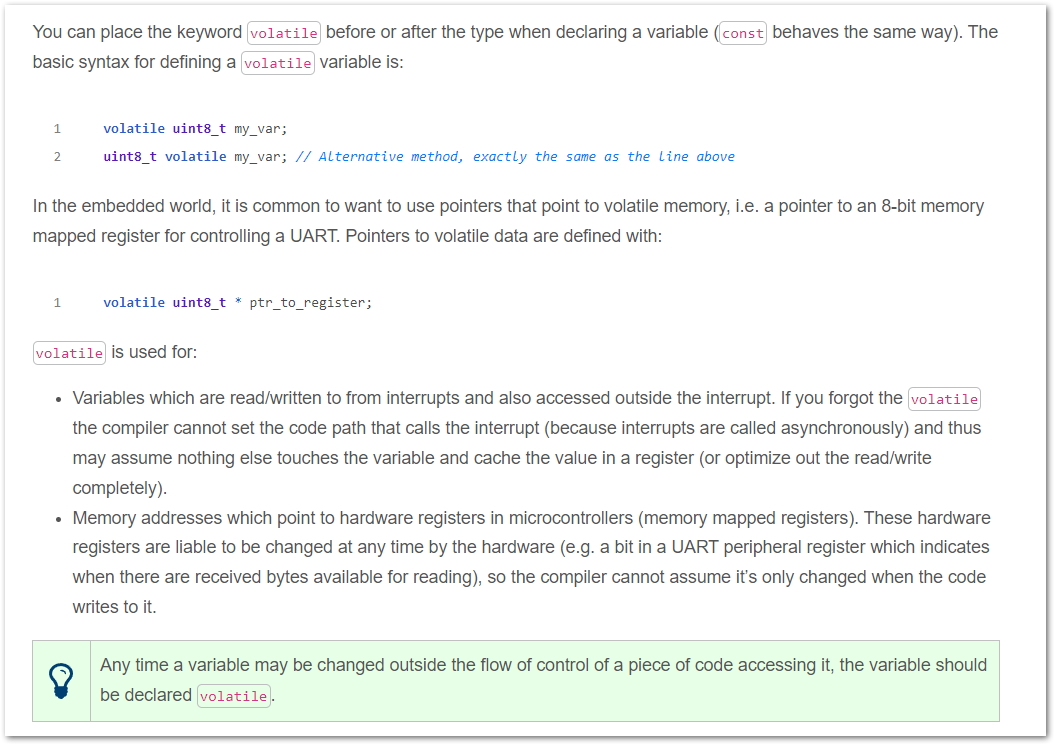 You can place the keyword volatile before or after the type when declaring a variable (const behaves the same way). The
basic syntax for defining a volatile variable is:
1 volatile uint8_t my_var;
2 uint8_t volatile my_var; // Alternative method, exactly the same as the line above
In the embedded world, it is common to want to use pointers that point to volatile memory, i.e. a pointer to an 8-bit memory
mapped register for controlling a UART. Pointers to volatile data are defined with:
1 volatile uint8_t * ptr_to_register;
volatile is used for:
• Variables which are read/written to from interrupts and also accessed outside the interrupt. If you forgot the volatile
the compiler cannot set the code path that calls the interrupt (because interrupts are called asynchronously) and thus
may assume nothing else touches the variable and cache the value in a register (or optimize out the read/write
completely).
• Memory addresses which point to hardware registers in microcontrollers (memory mapped registers). These hardware
registers are liable to be changed at any time by the hardware (e.g. a bit in a UART peripheral register which indicates
when there are received bytes available for reading), so the compiler cannot assume it's only changed when the code
writes to it.
Any time a variable may be changed outside the flow of control of a piece of code accessing it, the variable should
be declared volatile.